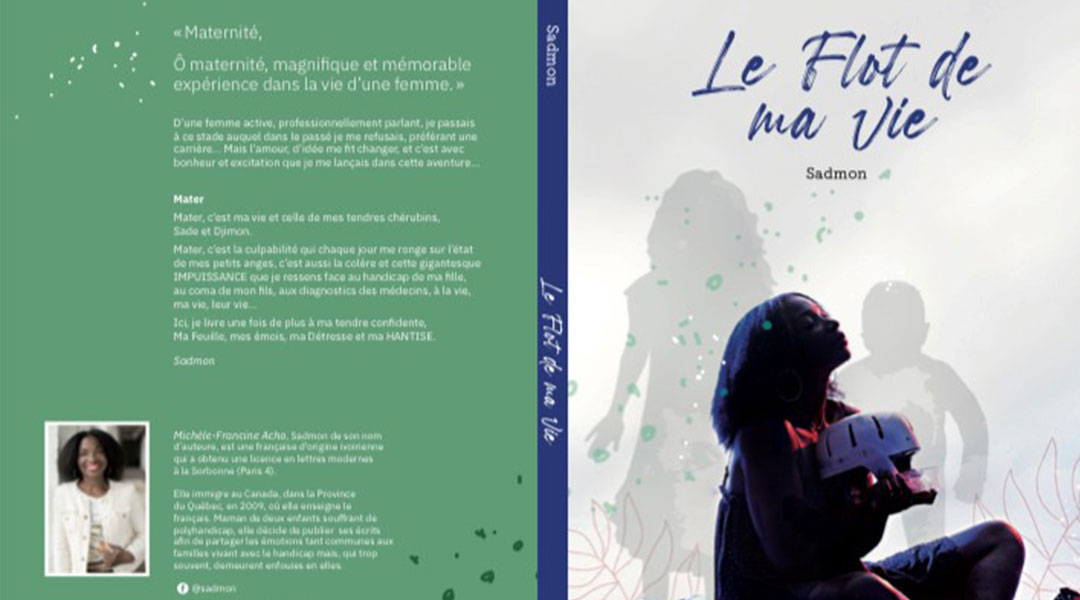 « Maternité,
Ô maternité, magnifique et mémorable
expérience dans la vie d'une femme. »
D'une femme active, professionnellement parlant, je passais
à ce stade auquel dans le passé je me refusais, préférant une
carrière... Mais l'amour, d'idée me fit changer, et c'est avec
bonheur et excitation que je me lançais dans cette aventure...
Mater
Mater, c'est ma vie et celle de mes tendres chérubins,
Sade et Djimon.
Mater, c'est la culpabilité qui chaque jour me ronge sur l'état
de mes petits anges, c'est aussi la colère et cette gigantesque
IMPUISSANCE que je ressens face au handicap de ma fille,
au coma de mon fils, aux diagnostics des médecins, à la vie,
ma vie, leur vie...
Ici, je livre une fois de plus à ma tendre confidente,
Ma Feuille, mes émois, ma Détresse et ma HANTISE.
Sadmon
Michèle-Francine Acho, Sadmon de son nom
d'auteure, est une française d'origine ivoirienne
qui a obtenu une licence en lettres modernes
à la Sorbonne (Paris 4).
Elle immigre au Canada, dans la Province
du Québec, en 2009, où elle enseigne le
français. Maman de deux enfants souffrant de
polyhandicap, elle décide de publier ses écrits
afin de partager les émotions tant communes aux
familles vivant avec le handicap mais, qui trop
souvent, demeurent enfouies en elles.
@sadmon
Sadmon
Le Flot de ma Vie
Le Flot de
ma Vie
Sadmon